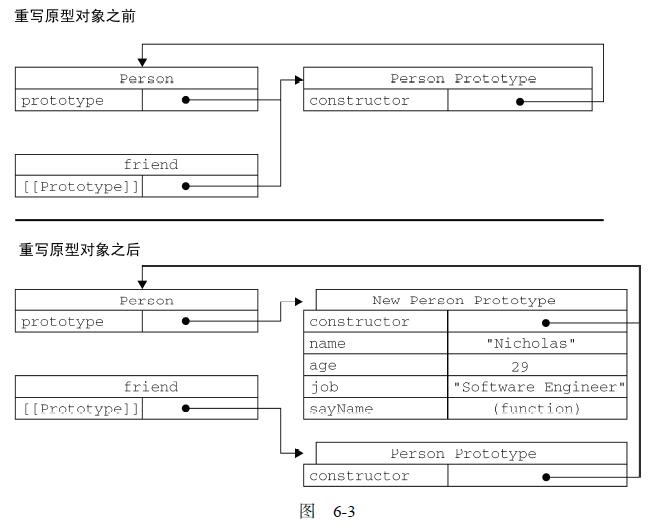 重写原型对象之前
Person
prototype
Person Prototype
constructor
friend
[[Prototype]]
重写原型对象之后
Person
prototype
New Person Prototype
constructor
name "Nicholas"
age 29
job "Software Engineer"
sayName (function)
friend
[[Prototype]]
Person Prototype
constructor
图 6-3